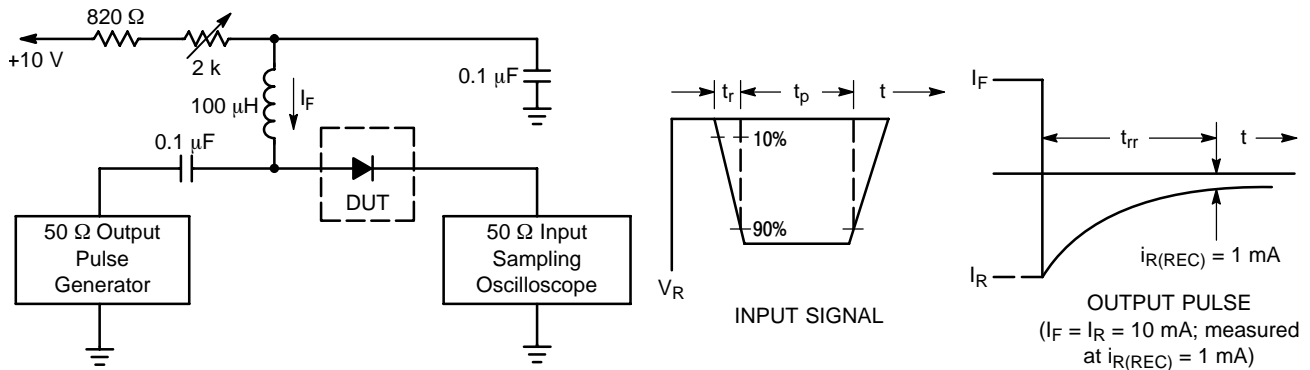 820 Ω
+10 V
2 k
100 μH
I_F
0.1 μF
0.1 μF
DUT
50 Ω Output
Pulse
Generator
50 Ω Input
Sampling
Oscilloscope
t_r
t_p
t
10%
90%
V_R
INPUT SIGNAL
I_F
t_rr
t
I_R
i_R(REC) = 1 mA
OUTPUT PULSE
(I_F = I_R = 10 mA; measured
at i_R(REC) = 1 mA)